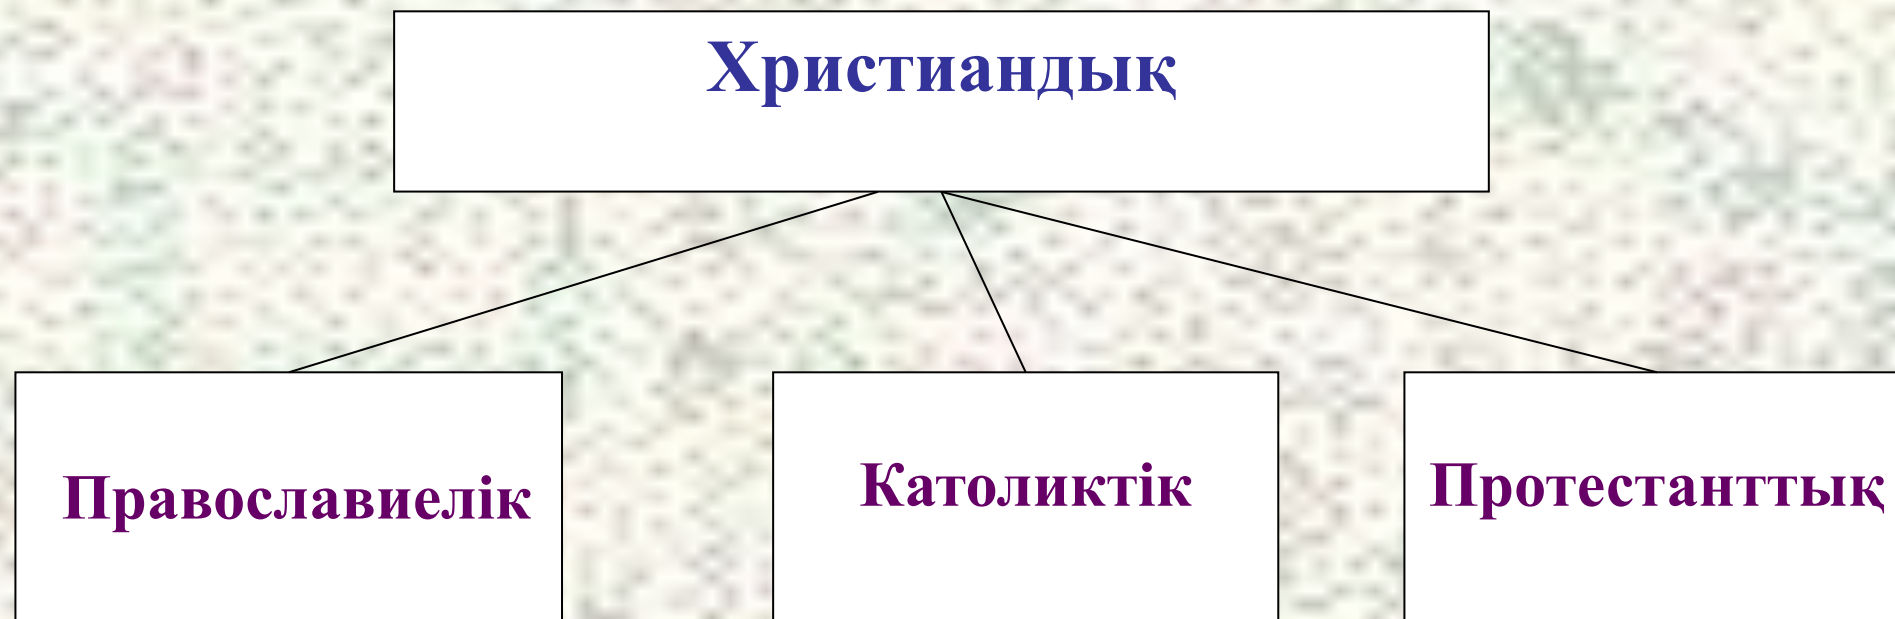 Христиандық
Православиелік
Католиктік
Протестанттық